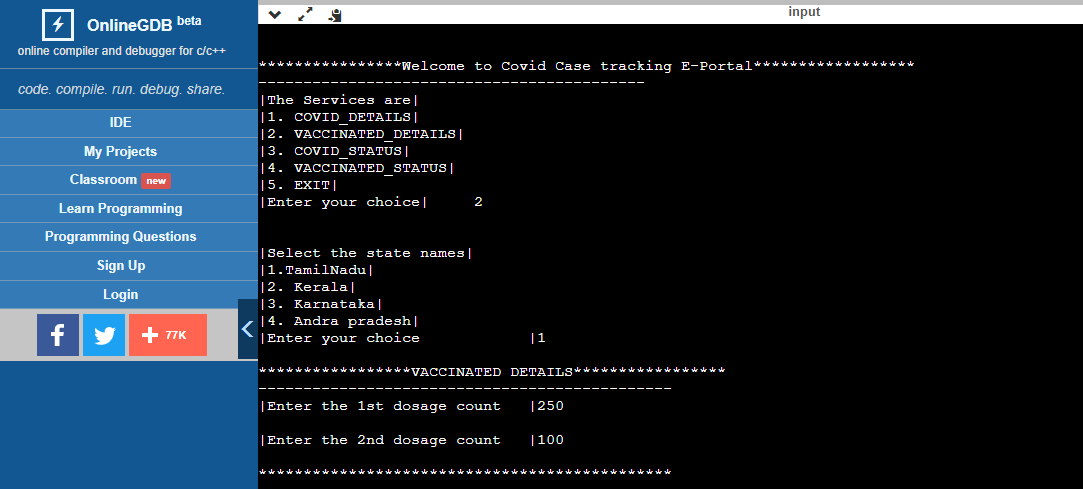 OnlineGDB beta
online compiler and debugger for c/c++
code. compile. run. debug. share.
IDE
My Projects
Classroom new
Learn Programming
Programming Questions
Sign Up
Login
f
+ 77K
input
****************Welcome to Covid Case tracking E-Portal******************
-------------------------------------------
|The Services are|
|1. COVID_DETAILS|
|2. VACCINATED_DETAILS|
|3. COVID_STATUS|
|4. VACCINATED_STATUS|
|5. EXIT|
|Enter your choice|     2
|Select the state names|
|1.TamilNadu|
|2. Kerala|
|3. Karnataka|
|4. Andra pradesh|
|Enter your choice            |1
*****************VACCINATED DETAILS*****************
----------------------------------------------
|Enter the 1st dosage count   |250
|Enter the 2nd dosage count   |100
**********************************************